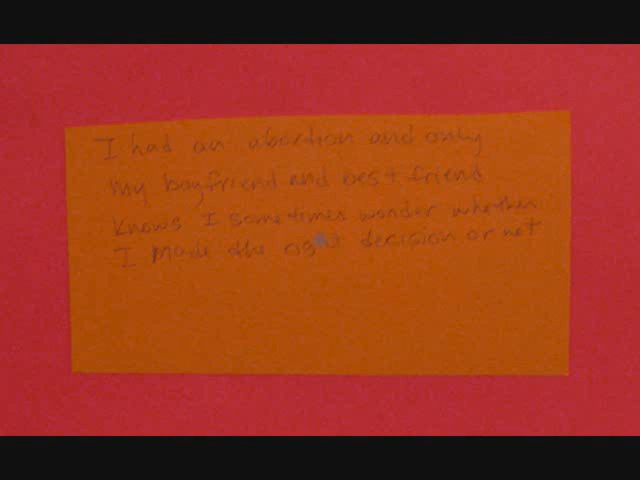 I had an abortion and only
my boyfriend and best friend
knows I sometimes wonder whether
I made the right decision or not